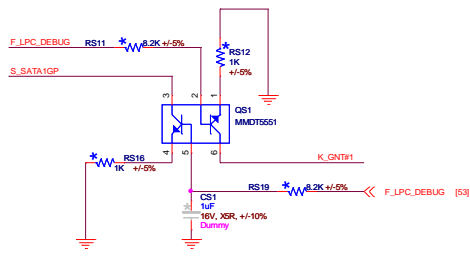 F_LPC_DEBUG
RS11
8.2K +/-5%
RS12
1K
+/-5%
S_SATA1GP
3
2
1
QS1
MMDT5551
4
5
6
RS16
1K +/-5%
K_GNT#1
RS19
8.2K +/-5%
F_LPC_DEBUG [53]
CS1
1uF
16V, X5R, +/-10%
Dummy